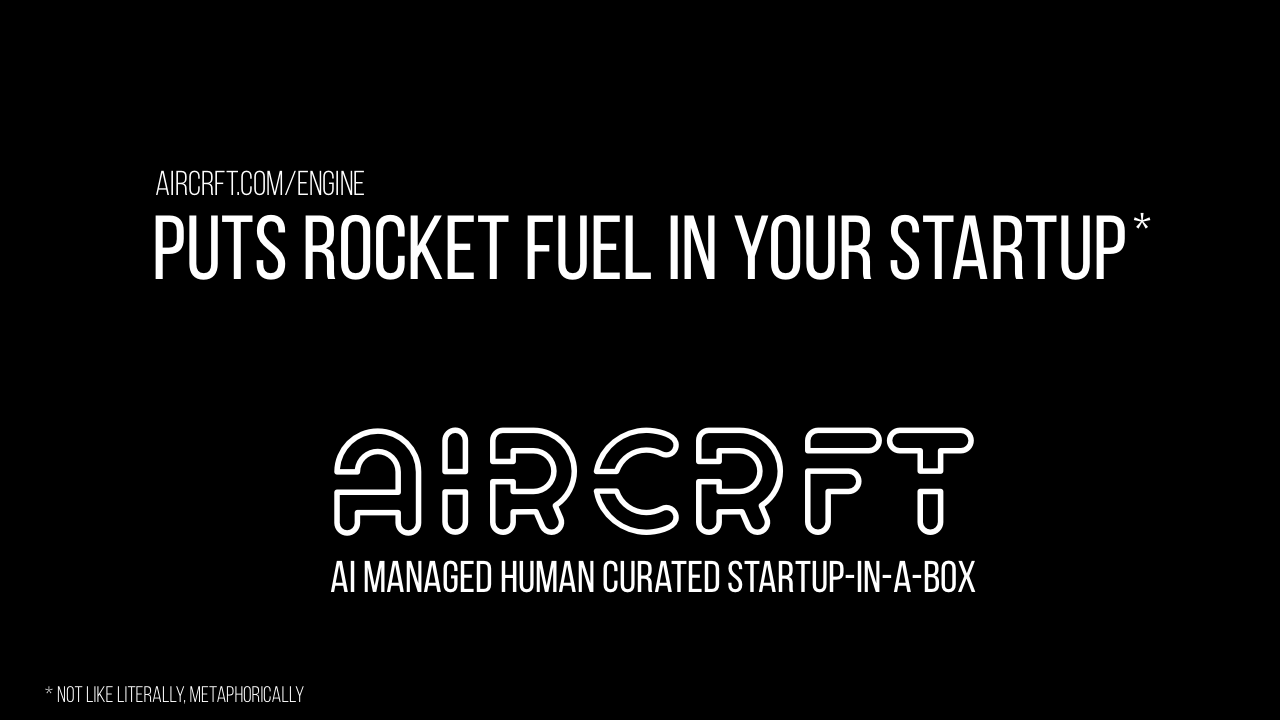 AIRCRFT.COM/ENGINE
PUTS ROCKET FUEL IN YOUR STARTUP*
AIRCRFT
AI MANAGED HUMAN CURATED STARTUP-IN-A-BOX
* NOT LIKE LITERALLY, METAPHORICALLY